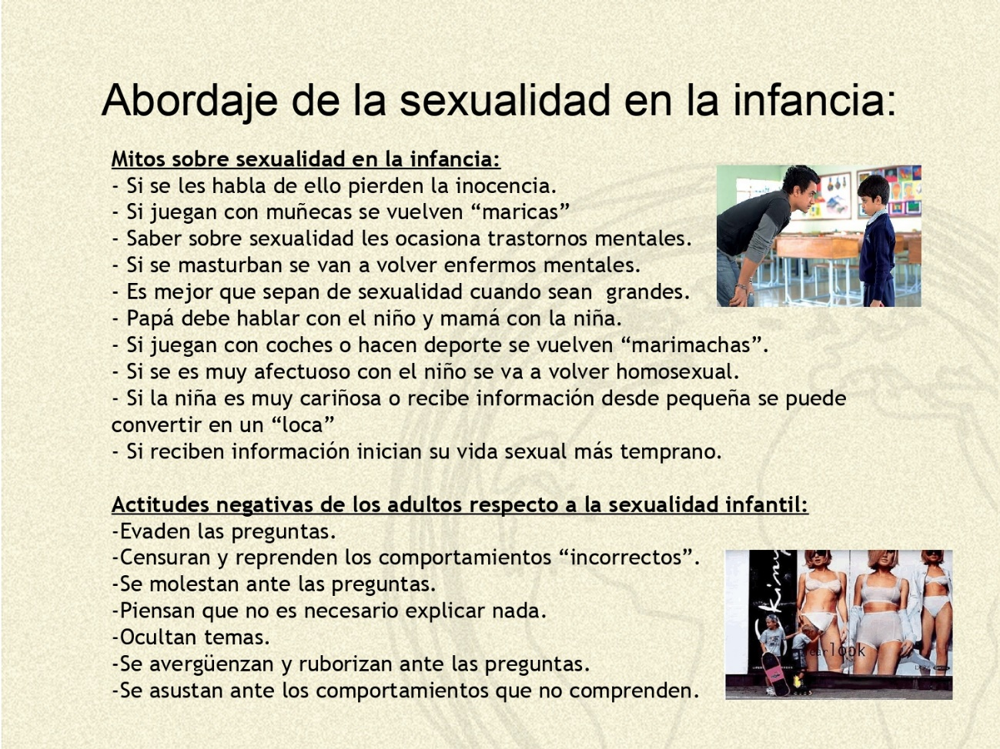 Abordaje de la sexualidad en la infancia:
Mitos sobre sexualidad en la infancia:
- Si se les habla de ello pierden la inocencia.
- Si juegan con muñecas se vuelven “maricas”
- Saber sobre sexualidad les ocasiona trastornos mentales.
- Si se masturban se van a volver enfermos mentales.
- Es mejor que sepan de sexualidad cuando sean  grandes.
- Papá debe hablar con el niño y mamá con la niña.
- Si juegan con coches o hacen deporte se vuelven “marimachas”.
- Si se es muy afectuoso con el niño se va a volver homosexual.
- Si la niña es muy cariñosa o recibe información desde pequeña se puede
convertir en un “loca”
- Si reciben información inician su vida sexual más temprano.
Actitudes negativas de los adultos respecto a la sexualidad infantil:
-Evaden las preguntas.
-Censuran y reprenden los comportamientos “incorrectos”.
-Se molestan ante las preguntas.
-Piensan que no es necesario explicar nada.
-Ocultan temas.
-Se avergüenzan y ruborizan ante las preguntas.
-Se asustan ante los comportamientos que no comprenden.
look